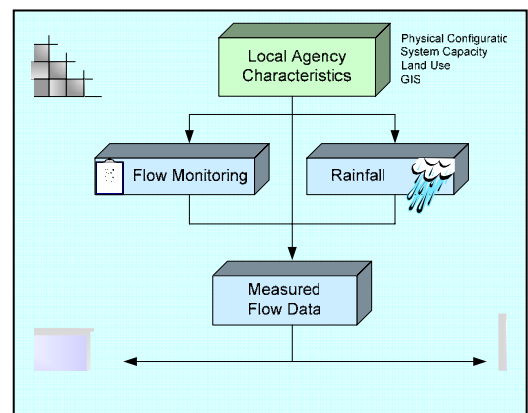 Local Agency
Characteristics
Physical Configuratic
System Capacity
Land Use
GIS
Flow Monitoring
Rainfall
Measured
Flow Data